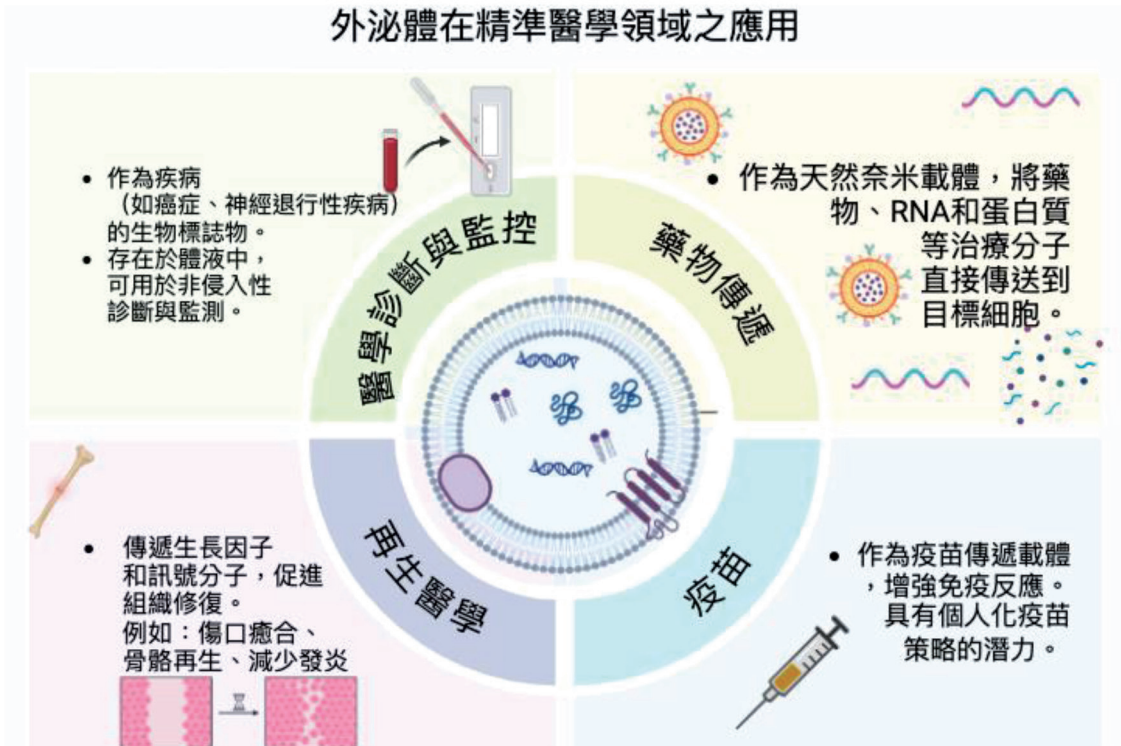 外泌體在精準醫學領域之應用
• 作為疾病
（如癌症、神經退行性疾病）
的生物標誌物。
• 存在於體液中，
可用於非侵入性
診斷與監測。
醫學診斷與監控
藥物傳遞
• 作為天然奈米載體，將藥
物、RNA和蛋白質
等治療分子
直接傳送到
目標細胞。
• 傳遞生長因子
和訊號分子，促進
組織修復。
例如：傷口癒合、
骨骼再生、減少發炎
再生醫學
疫苗
• 作為疫苗傳遞載體
，增強免疫反應。
具有個人化疫苗
策略的潛力。